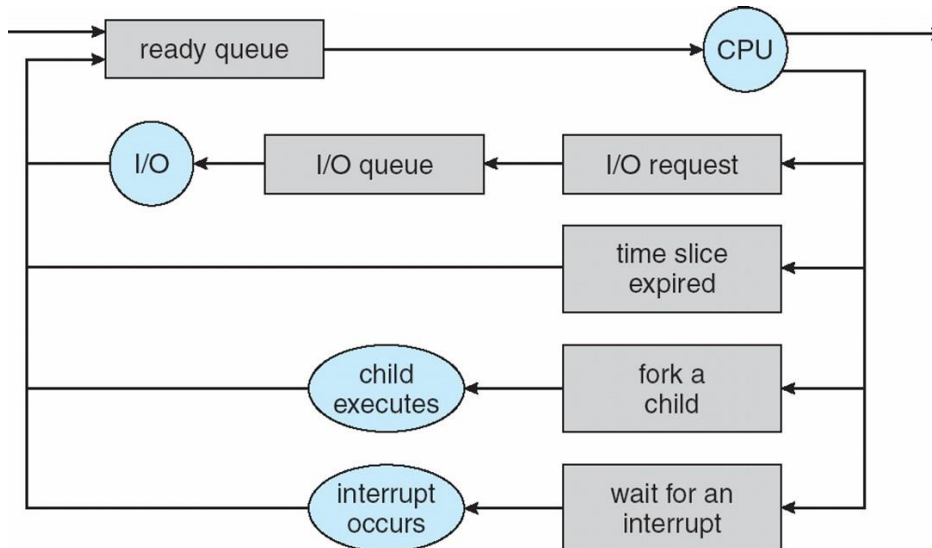 ready queue
CPU
I/O
I/O queue
I/O request
time slice
expired
child
executes
fork a
child
interrupt
occurs
wait for an
interrupt